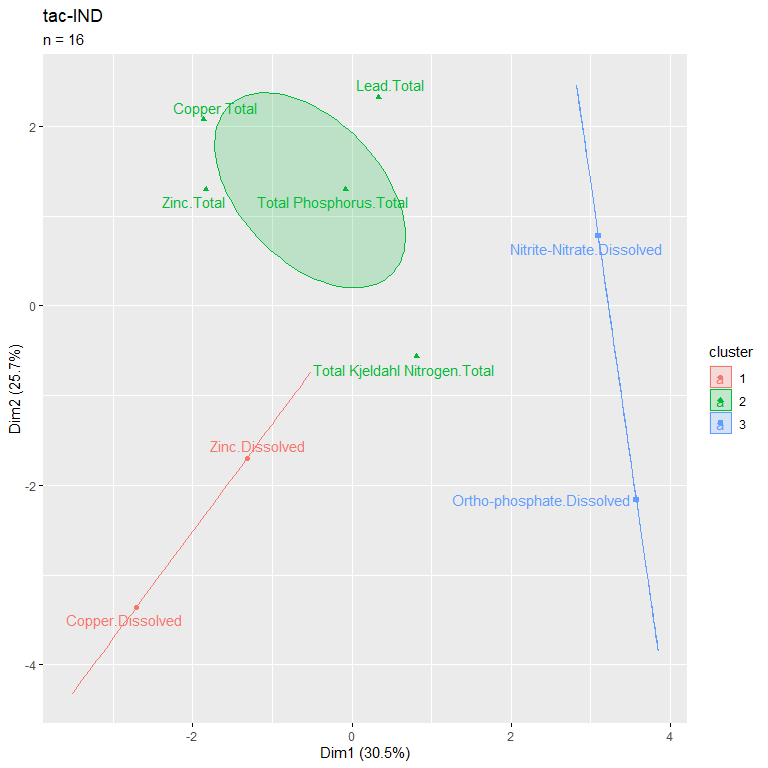 tac-IND
n = 16
Lead.Total
Copper.Total
Zinc.Total
Total Phosphorus.Total
Nitrite-Nitrate.Dissolved
Total Kjeldahl Nitrogen.Total
Zinc.Dissolved
Ortho-phosphate.Dissolved
Copper.Dissolved
2
0
-2
-4
Dim2 (25.7%)
-2
0
2
4
Dim1 (30.5%)
cluster
a 1
a 2
a 3